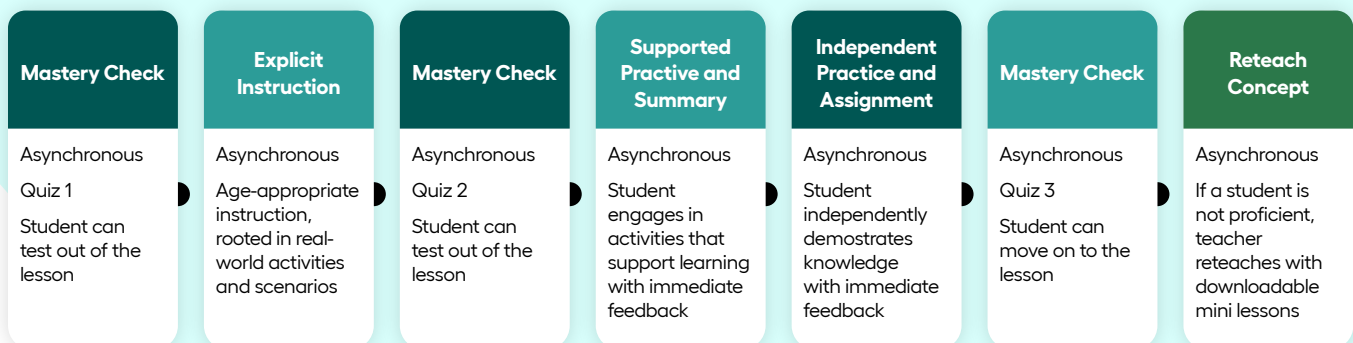 Mastery Check
Asynchronous
Quiz 1
Student can
test out of the
lesson
Explicit
Instruction
Asynchronous
Age-appropriate
instruction,
rooted in real-
world activities
and scenarios
Mastery Check
Asynchronous
Quiz 2
Student can
test out of the
lesson
Supported
Practive and
Summary
Asynchronous
Student
engages in
activities that
support learning
with immediate
feedback
Independent
Practice and
Assignment
Asynchronous
Student
independently
demostrates
knowledge
with immediate
feedback
Mastery Check
Asynchronous
Quiz 3
Student can
move on to the
lesson
Reteach
Concept
Asynchronous
If a student is
not proficient,
teacher
reteaches with
downloadable
mini lessons